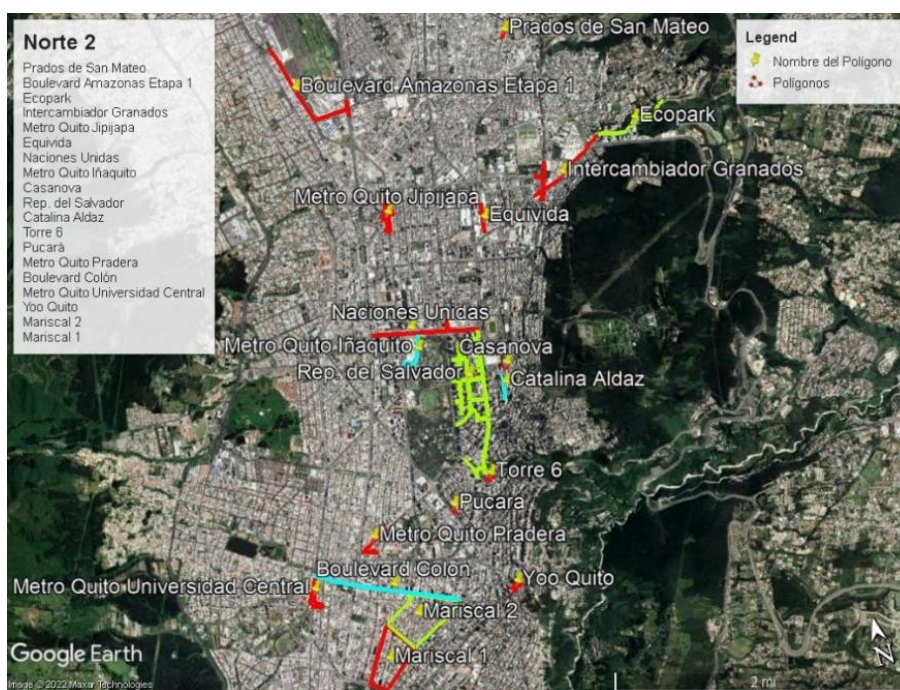 Norte 2
Prados de San Mateo
Boulevard Amazonas Etapa 1
Ecopark
Intercambiador Granados
Metro Quito Jipijapa
Equivida
Naciones Unidas
Metro Quito Iñaquito
Casanova
Rep. del Salvador
Catalina Aldaz
Torre 6
Pucará
Metro Quito Pradera
Boulevard Colón
Metro Quito Universidad Central
Yoo Quito
Mariscal 2
Mariscal 1
Legend
Nombre del Polígono
Polígonos
Prados de San Mateo
Boulevard Amazonas Etapa 1
Ecopark
Intercambiador Granados
Metro Quito Jipijapa
Equivida
Naciones Unidas
Metro Quito Iñaquito
Casanova
Rep. del Salvador
Catalina Aldaz
Torre 6
Pucara
Metro Quito Pradera
Boulevard Colon
Yoo Quito
Metro Quito Universidad Central
Mariscal 2
Mariscal 1
Google Earth
Image © 2022 Maxar Technologies
2 mi
N